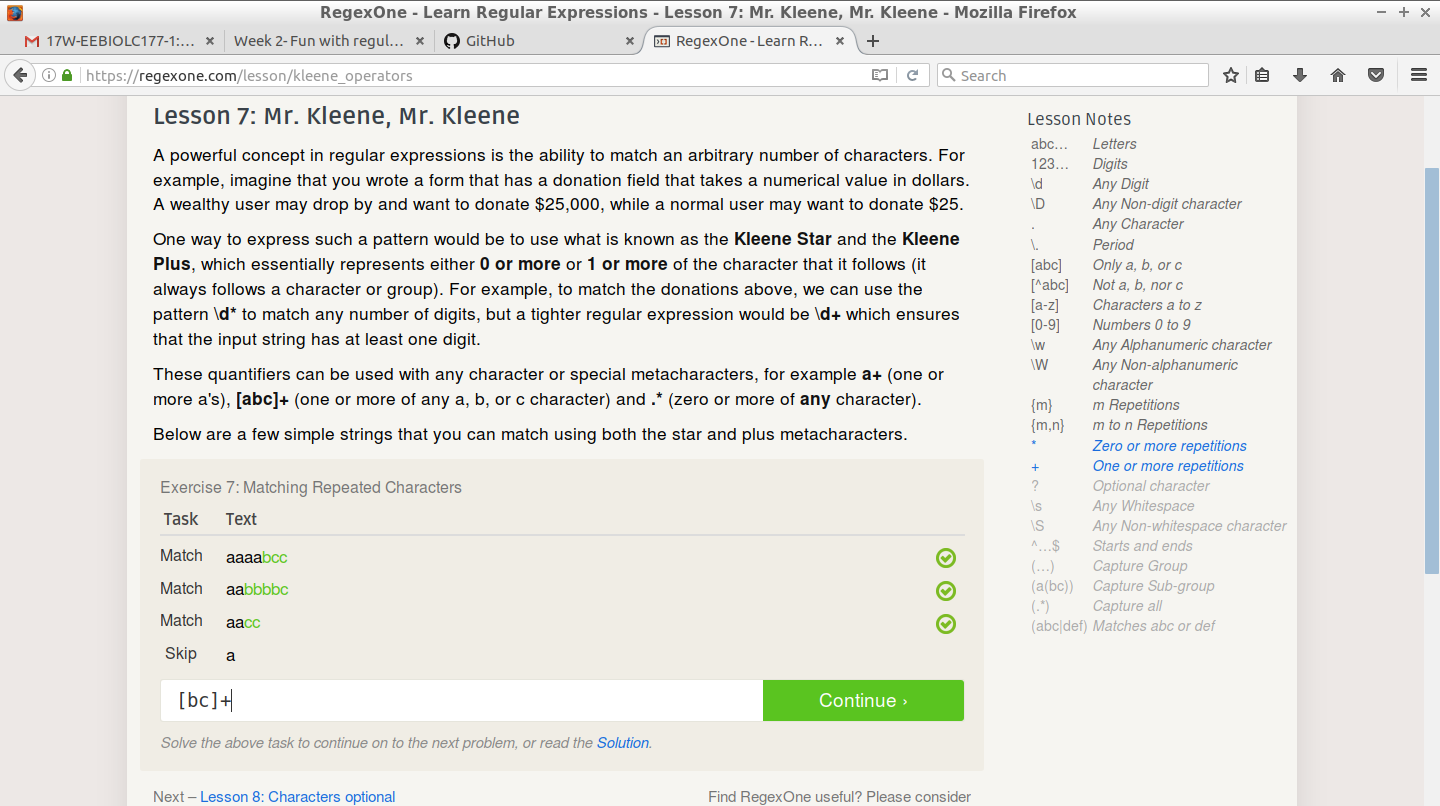 RegexOne - Learn Regular Expressions - Lesson 7: Mr. Kleene, Mr. Kleene - Mozilla Firefox
17W-EEBIOLC177-1:... Week 2- Fun with regul... GitHub RegexOne - Learn R...
https://regexone.com/lesson/kleene_operators Search
Lesson 7: Mr. Kleene, Mr. Kleene
A powerful concept in regular expressions is the ability to match an arbitrary number of characters. For
example, imagine that you wrote a form that has a donation field that takes a numerical value in dollars.
A wealthy user may drop by and want to donate $25,000, while a normal user may want to donate $25.
One way to express such a pattern would be to use what is known as the Kleene Star and the Kleene
Plus, which essentially represents either 0 or more or 1 or more of the character that it follows (it
always follows a character or group). For example, to match the donations above, we can use the
pattern \d* to match any number of digits, but a tighter regular expression would be \d+ which ensures
that the input string has at least one digit.
These quantifiers can be used with any character or special metacharacters, for example a+ (one or
more a's), [abc]+ (one or more of any a, b, or c character) and .* (zero or more of any character).
Below are a few simple strings that you can match using both the star and plus metacharacters.
Exercise 7: Matching Repeated Characters
Task Text
Match aaaabcc
Match aabbbbc
Match aacc
Skip a
[bc]+ Continue ›
Solve the above task to continue on to the next problem, or read the Solution.
Next – Lesson 8: Characters optional
Find RegexOne useful? Please consider
Lesson Notes
abc… Letters
123… Digits
\d Any Digit
\D Any Non-digit character
. Any Character
\. Period
[abc] Only a, b, or c
[^abc] Not a, b, nor c
[a-z] Characters a to z
[0-9] Numbers 0 to 9
\w Any Alphanumeric character
\W Any Non-alphanumeric
character
{m} m Repetitions
{m,n} m to n Repetitions
* Zero or more repetitions
+ One or more repetitions
? Optional character
\s Any Whitespace
\S Any Non-whitespace character
^…$ Starts and ends
(…) Capture Group
(a(bc)) Capture Sub-group
(.*) Capture all
(abc|def) Matches abc or def